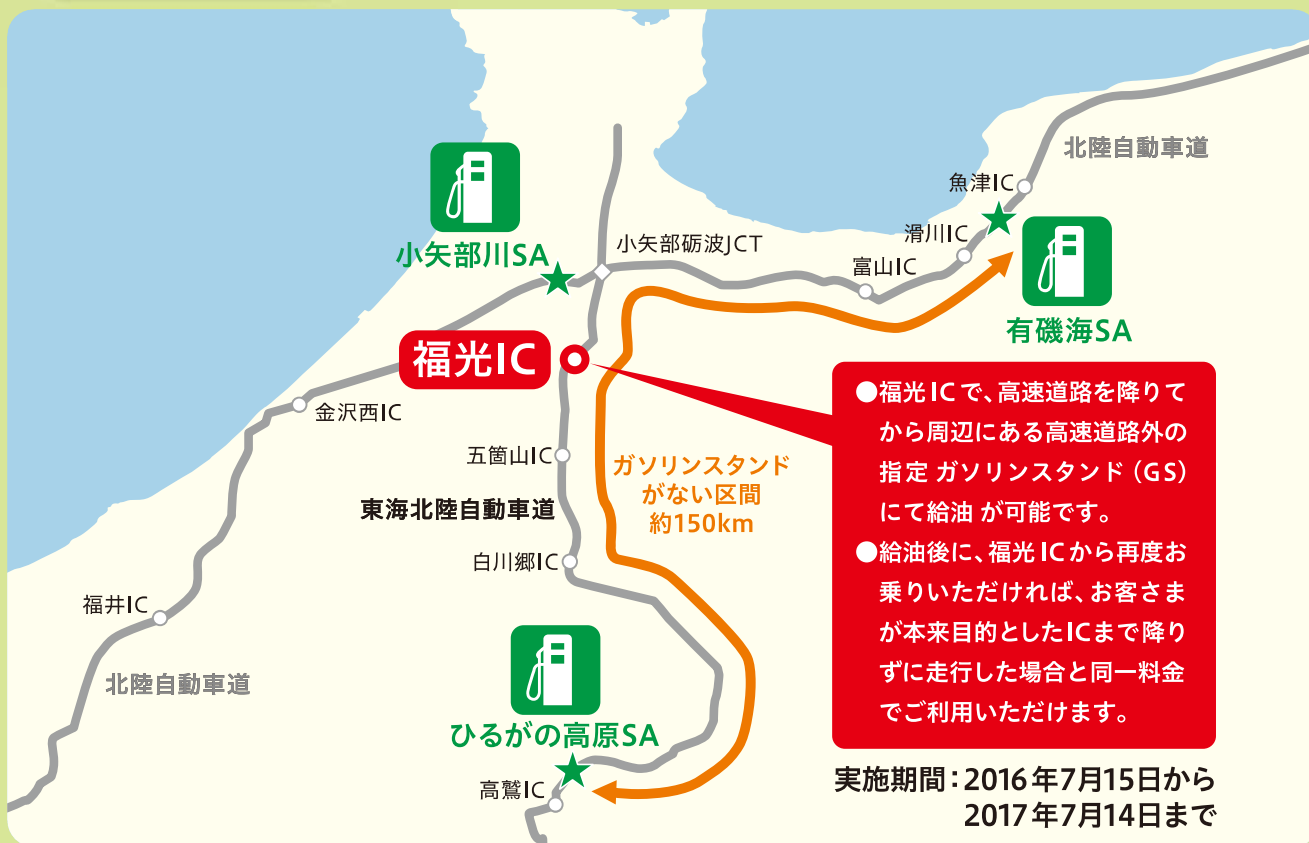 北陸自動車道
魚津IC
滑川IC
小矢部砺波JCT
小矢部川SA
富山IC
有磯海SA
福光IC
●福光ICで、高速道路を降りて
から周辺にある高速道路外の
指定 ガソリンスタンド（GS）
にて給油 が可能です。
●給油後に、福光ICから再度お
乗りいただければ、お客さま
が本来目的としたICまで降り
ずに走行した場合と同一料金
でご利用いただけます。
金沢西IC
五箇山IC
ガソリンスタンド
がない区間
約150km
東海北陸自動車道
白川郷IC
福井IC
北陸自動車道
ひるがの高原SA
高鷲IC
実施期間：2016年7月15日から
2017年7月14日まで